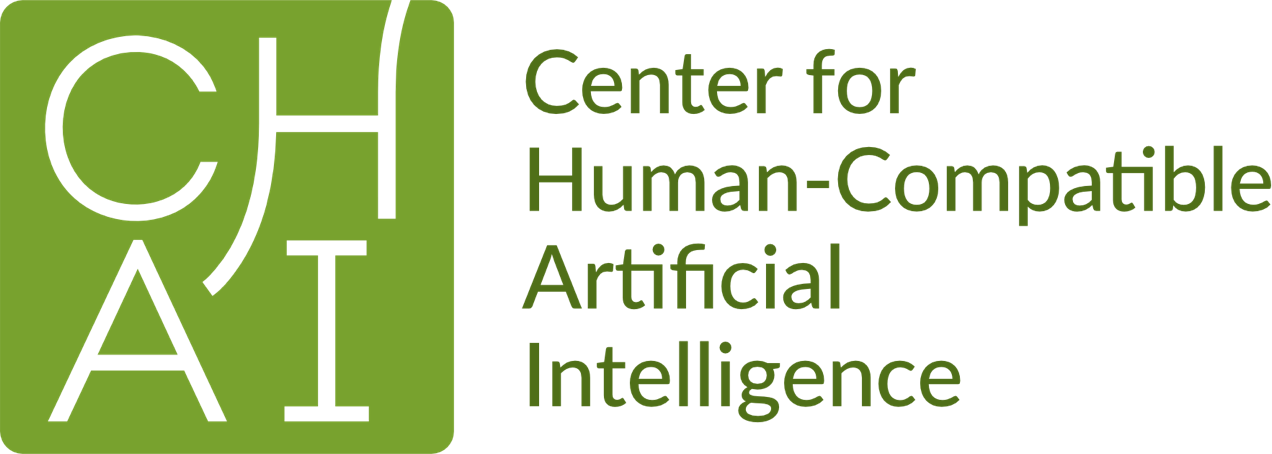 CH
AI
Center for
Human-Compatible
Artificial
Intelligence